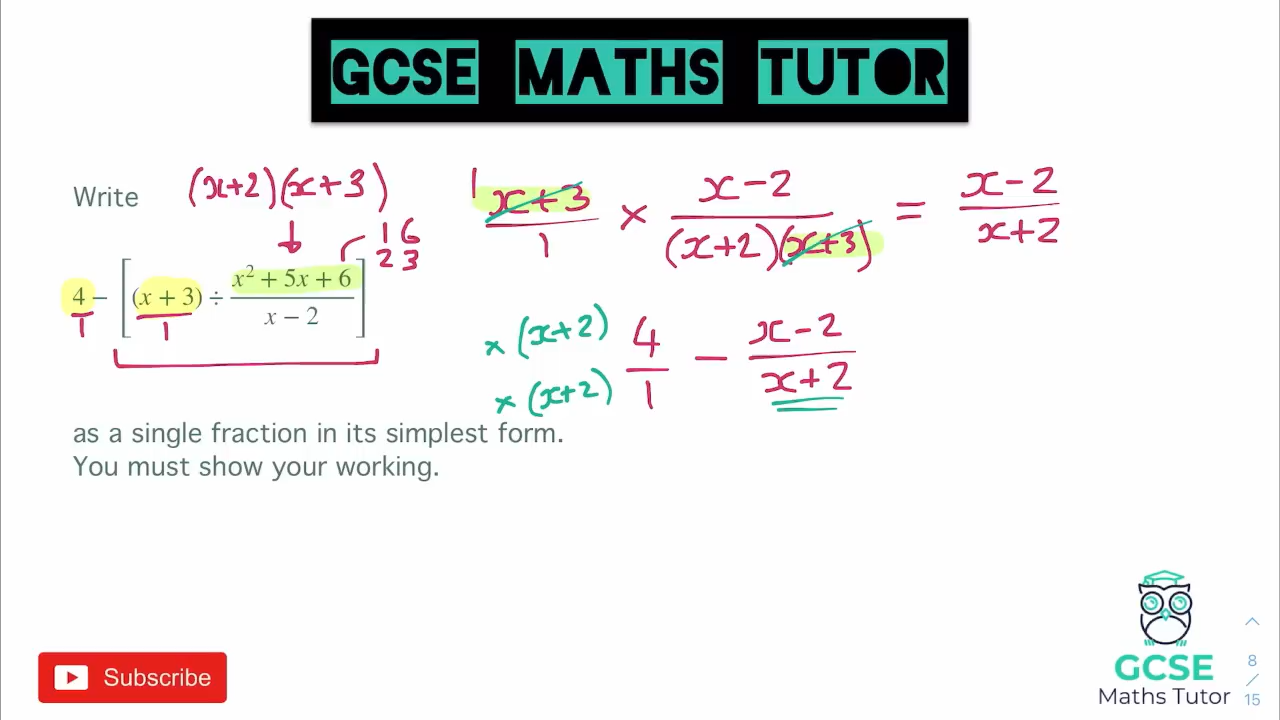 GCSE MATHS TUTOR
Write
(x+2)(x+3)
1 6
2 3
4 − [(x + 3) ÷ (x² + 5x + 6)/(x − 2)]
1 1
1
x+3/1 × x−2/(x+2)(x+3) = x−2/x+2
×(x+2) 4/1 − x−2/x+2
×(x+2)
as a single fraction in its simplest form.
You must show your working.
Subscribe
GCSE
Maths Tutor
8
/
15